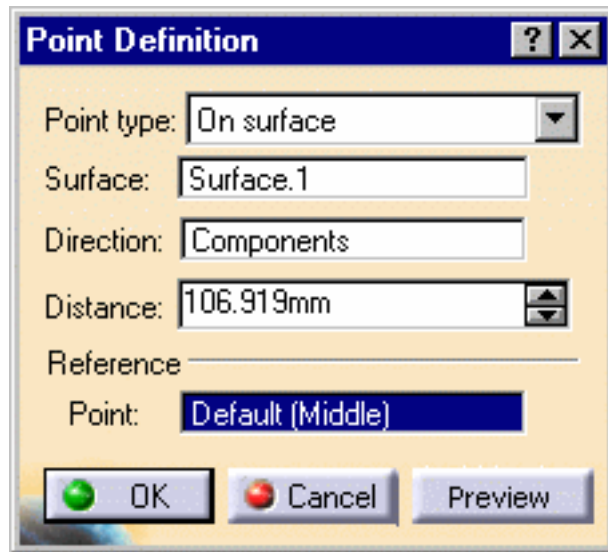 Point Definition ? X
Point type: On surface
Surface: Surface.1
Direction: Components
Distance: 106.919mm
Reference
Point: Default (Middle)
OK Cancel Preview